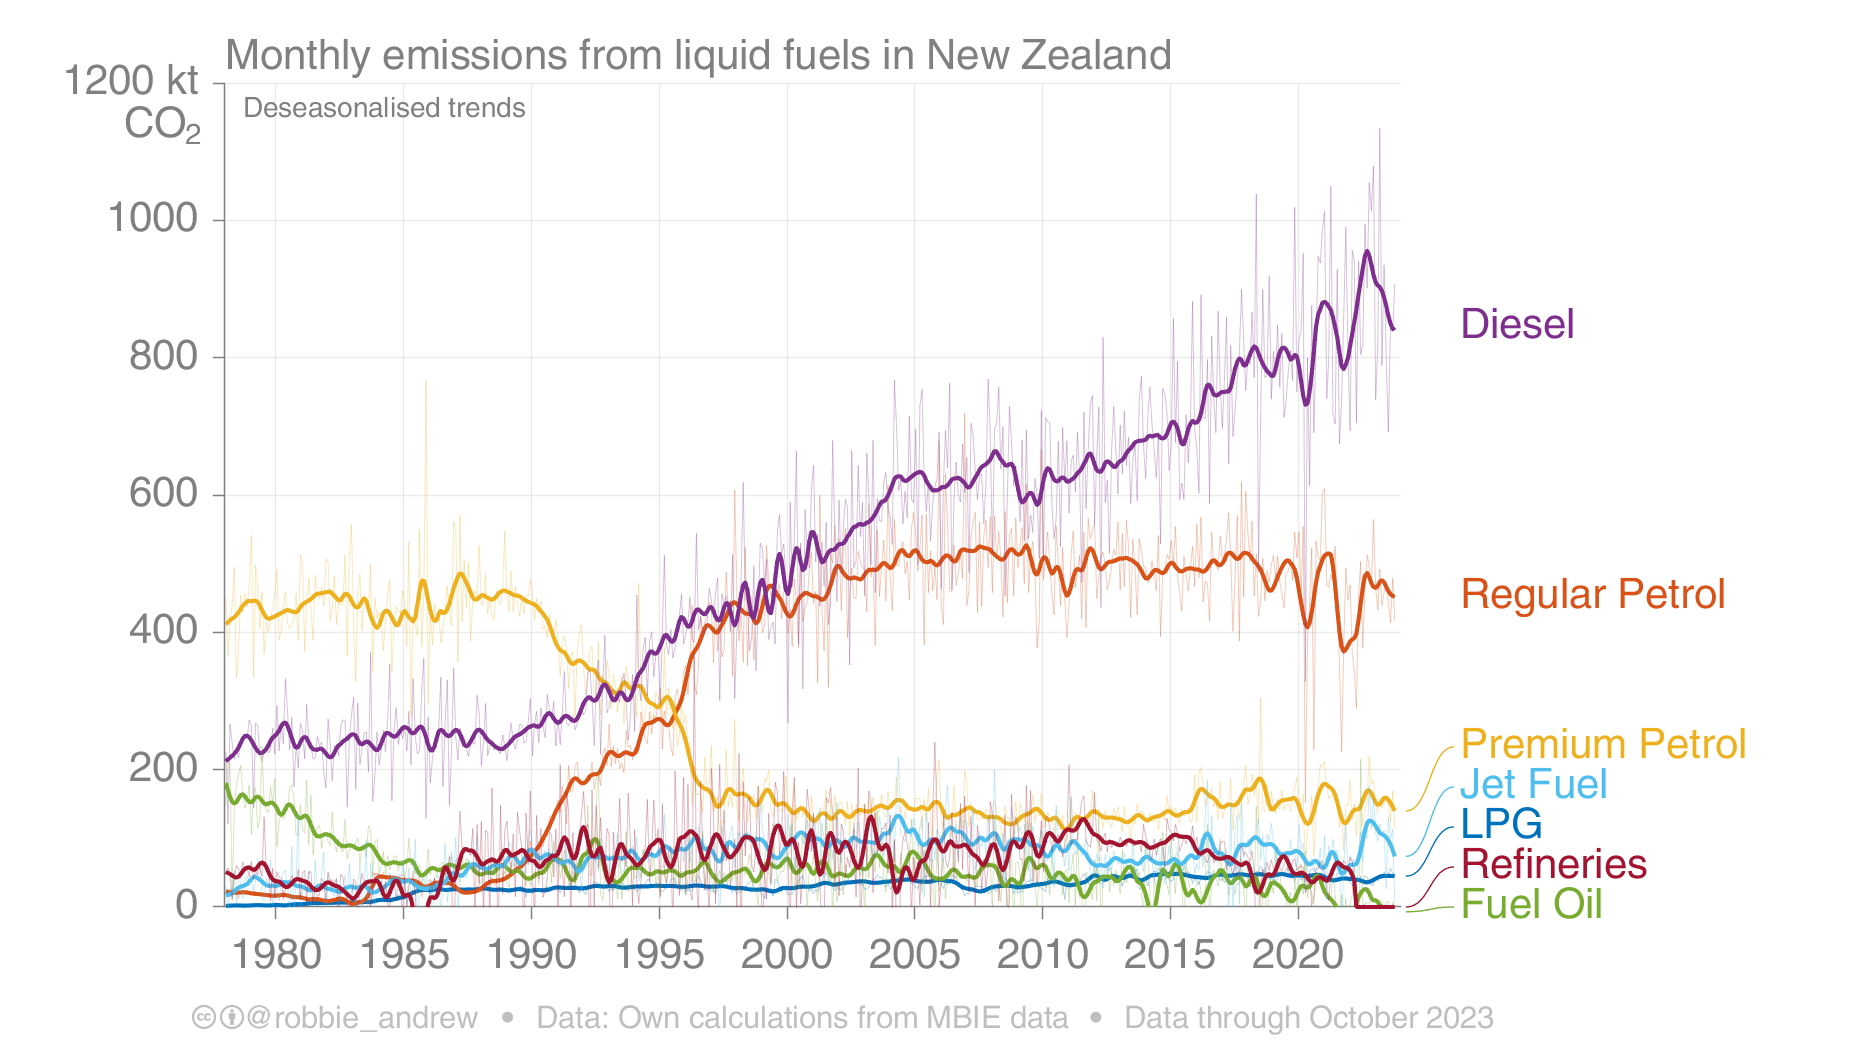 Monthly emissions from liquid fuels in New Zealand
1200 kt
CO₂
Deseasonalised trends
1000
800
600
400
200
0
Diesel
Regular Petrol
Premium Petrol
Jet Fuel
LPG
Refineries
Fuel Oil
1980 1985 1990 1995 2000 2005 2010 2015 2020
@robbie_andrew • Data: Own calculations from MBIE data • Data through October 2023